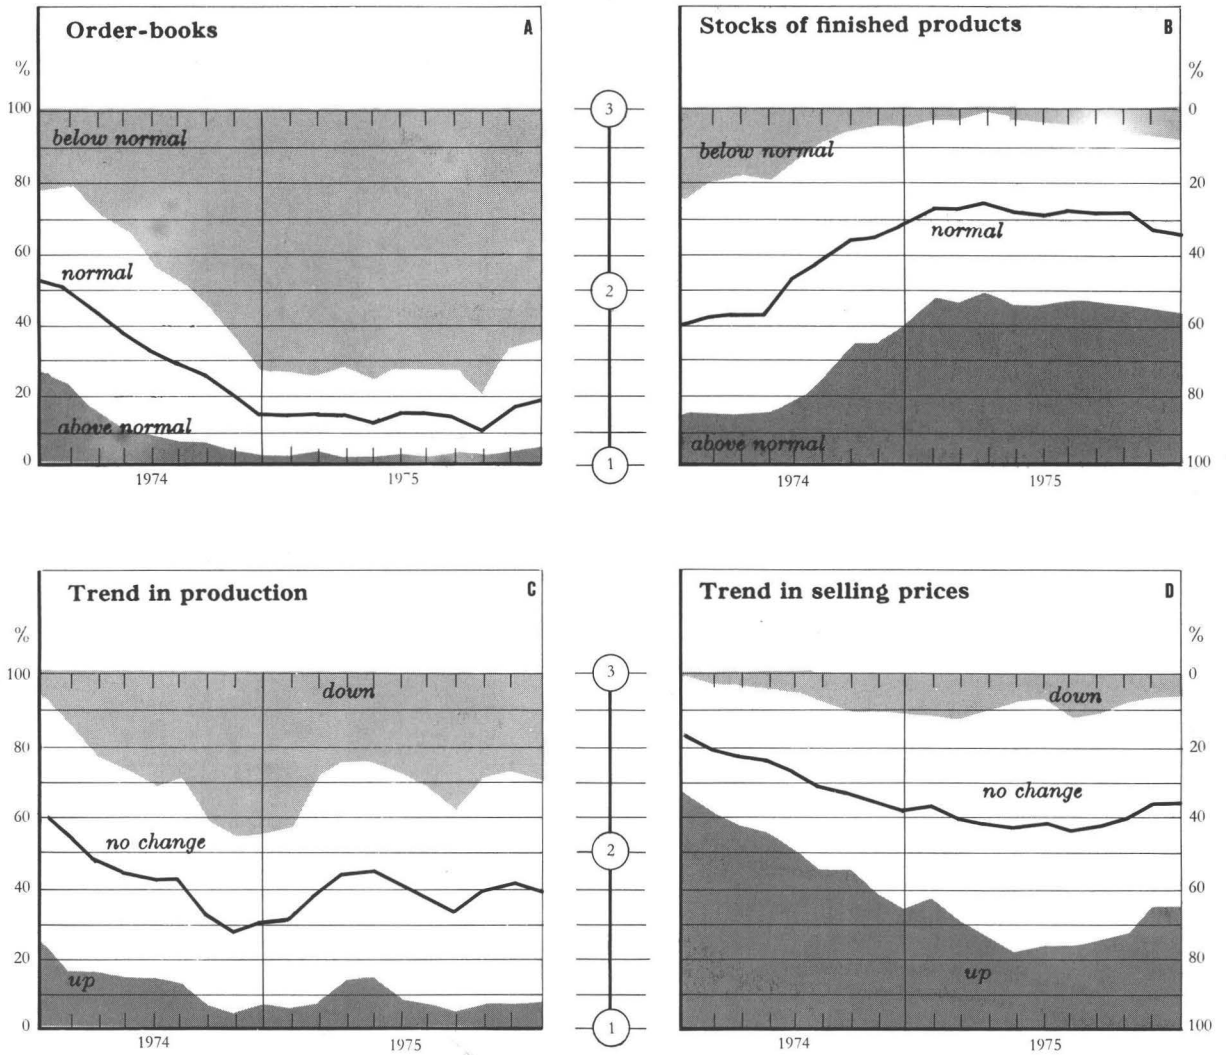 Order-books A
%
100
80
60
40
20
0
below normal
normal
above normal
1974
3
2
1
Stocks of finished products B
%
0
20
40
60
80
100
below normal
normal
above normal
1974 1975
Trend in production C
%
100
80
60
40
20
0
down
no change
up
1974 1975
3
2
1
Trend in selling prices D
%
0
20
40
60
80
100
down
no change
up
1974 1975